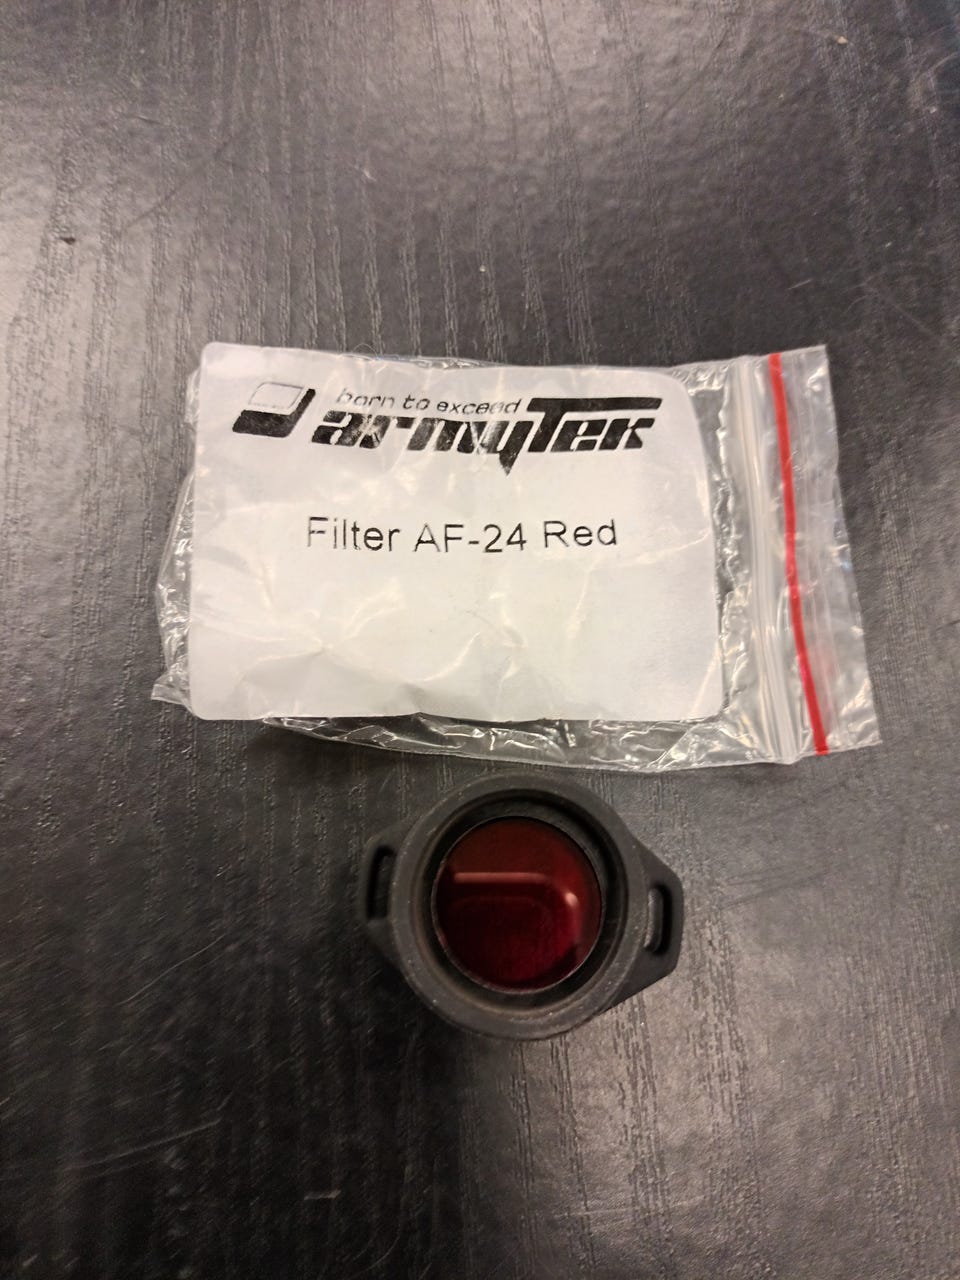 born to exceed
armytek
Filter AF-24 Red